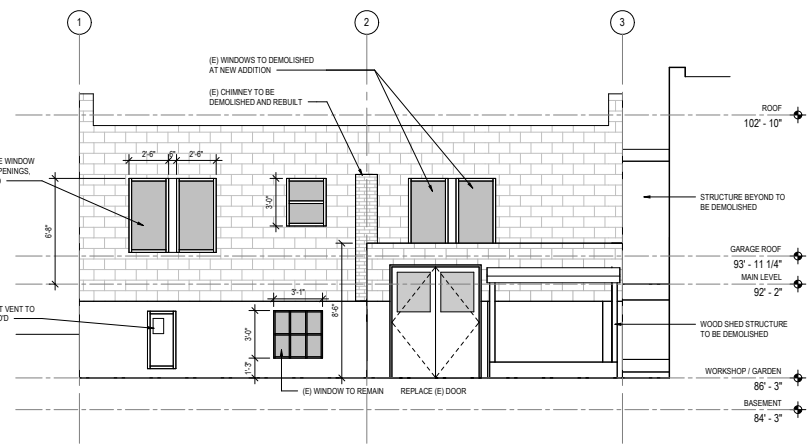 1
2
3
(E) WINDOWS TO DEMOLISHED
AT NEW ADDITION
(E) CHIMNEY TO BE
DEMOLISHED AND REBUILT
ROOF
102' - 10"
2'-6"
6"
2'-6"
E WINDOW
PENINGS,
)
3'-0"
6'-8"
STRUCTURE BEYOND TO
BE DEMOLISHED
GARAGE ROOF
93' - 11 1/4"
MAIN LEVEL
92' - 2"
3'-1"
8'-6"
T VENT TO
'D
3'-0"
1'-3"
WOOD SHED STRUCTURE
TO BE DEMOLISHED
(E) WINDOW TO REMAIN
REPLACE (E) DOOR
WORKSHOP / GARDEN
86' - 3"
BASEMENT
84' - 3"